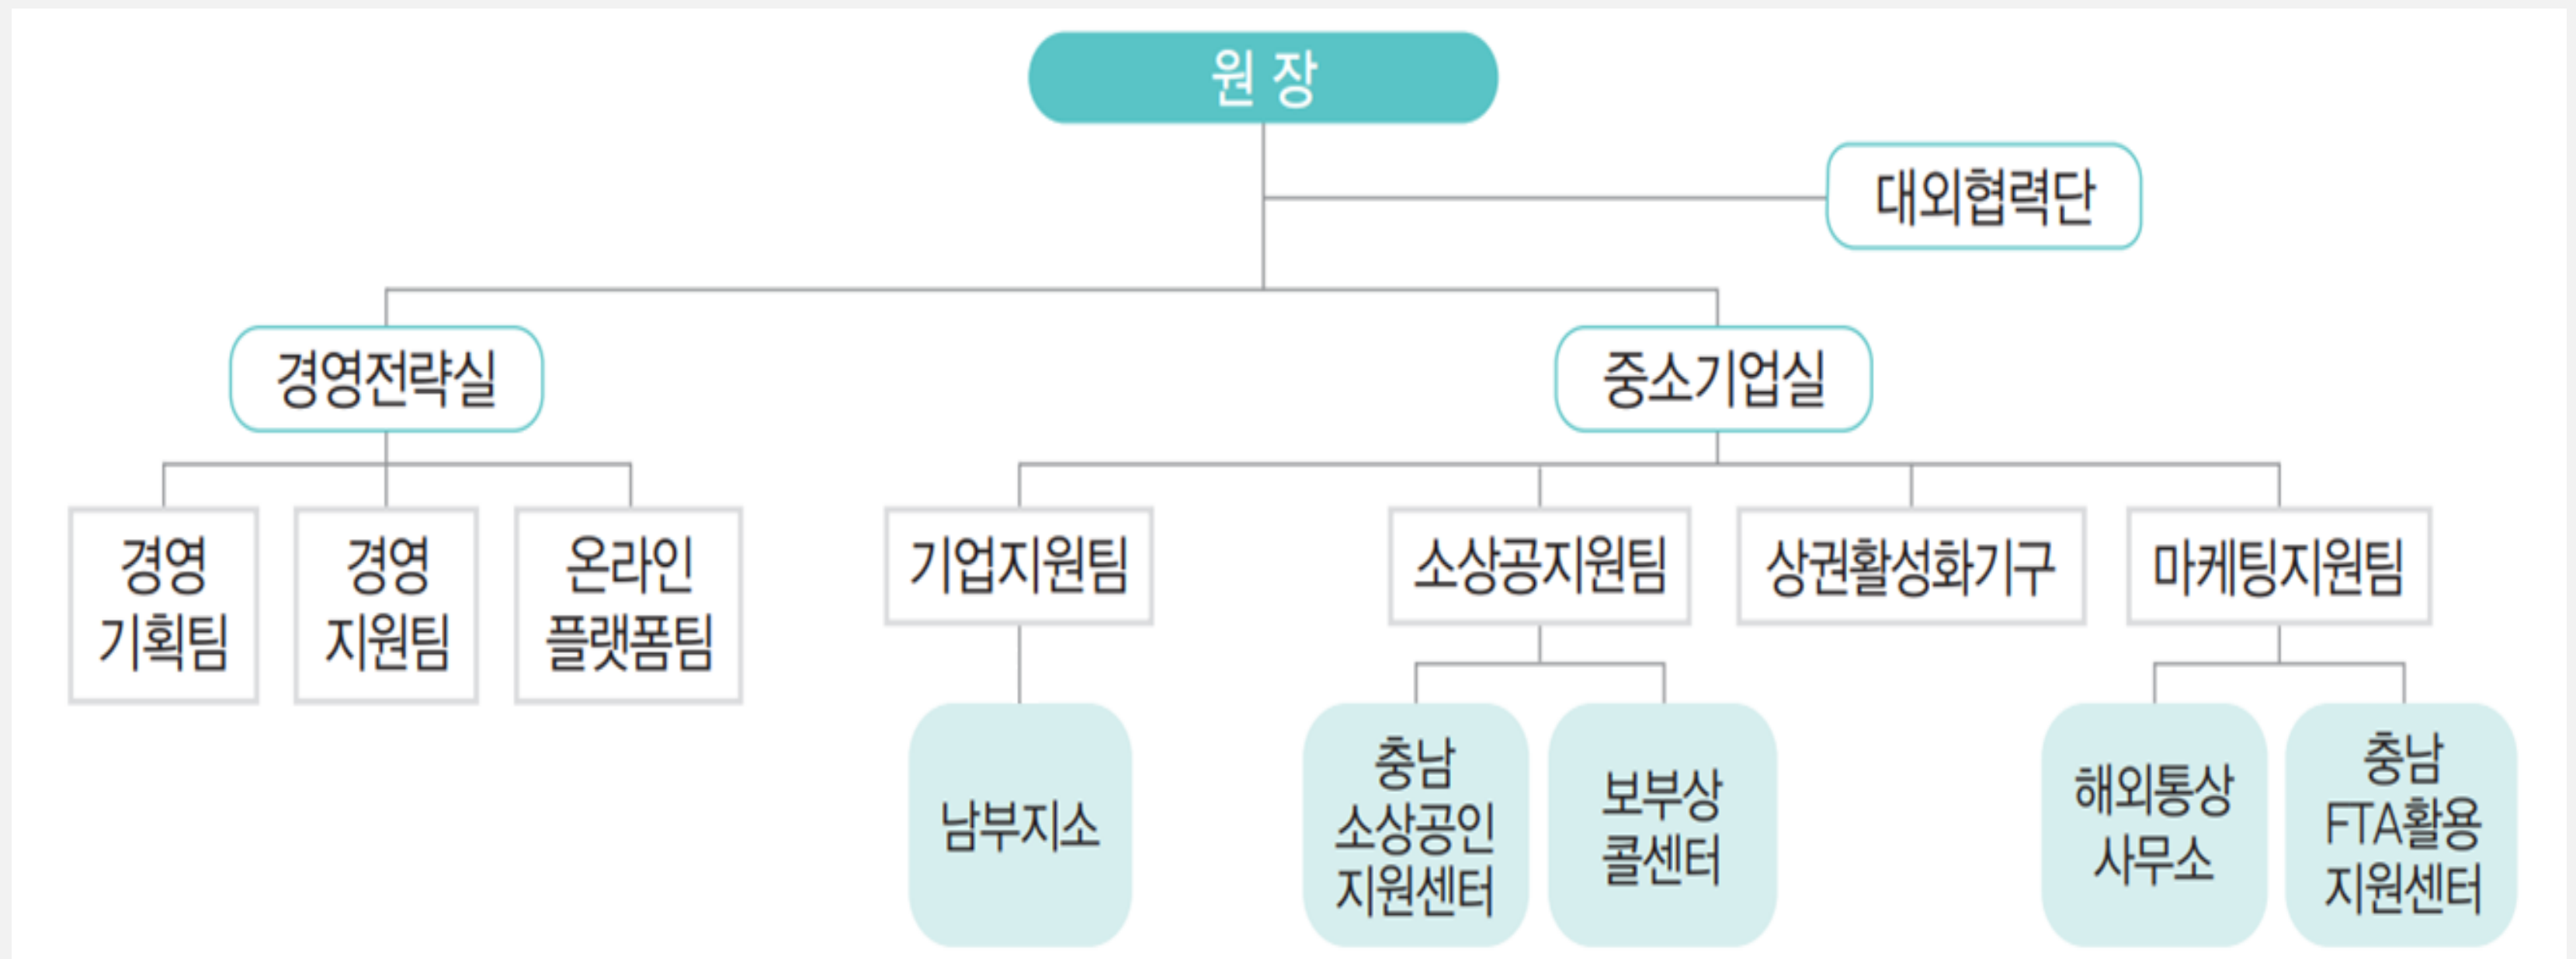 원 장
대외협력단
경영전략실
중소기업실
경영
기획팀
경영
지원팀
온라인
플랫폼팀
기업지원팀
소상공지원팀
상권활성화기구
마케팅지원팀
남부지소
충남
소상공인
지원센터
보부상
콜센터
해외통상
사무소
충남
FTA활용
지원센터